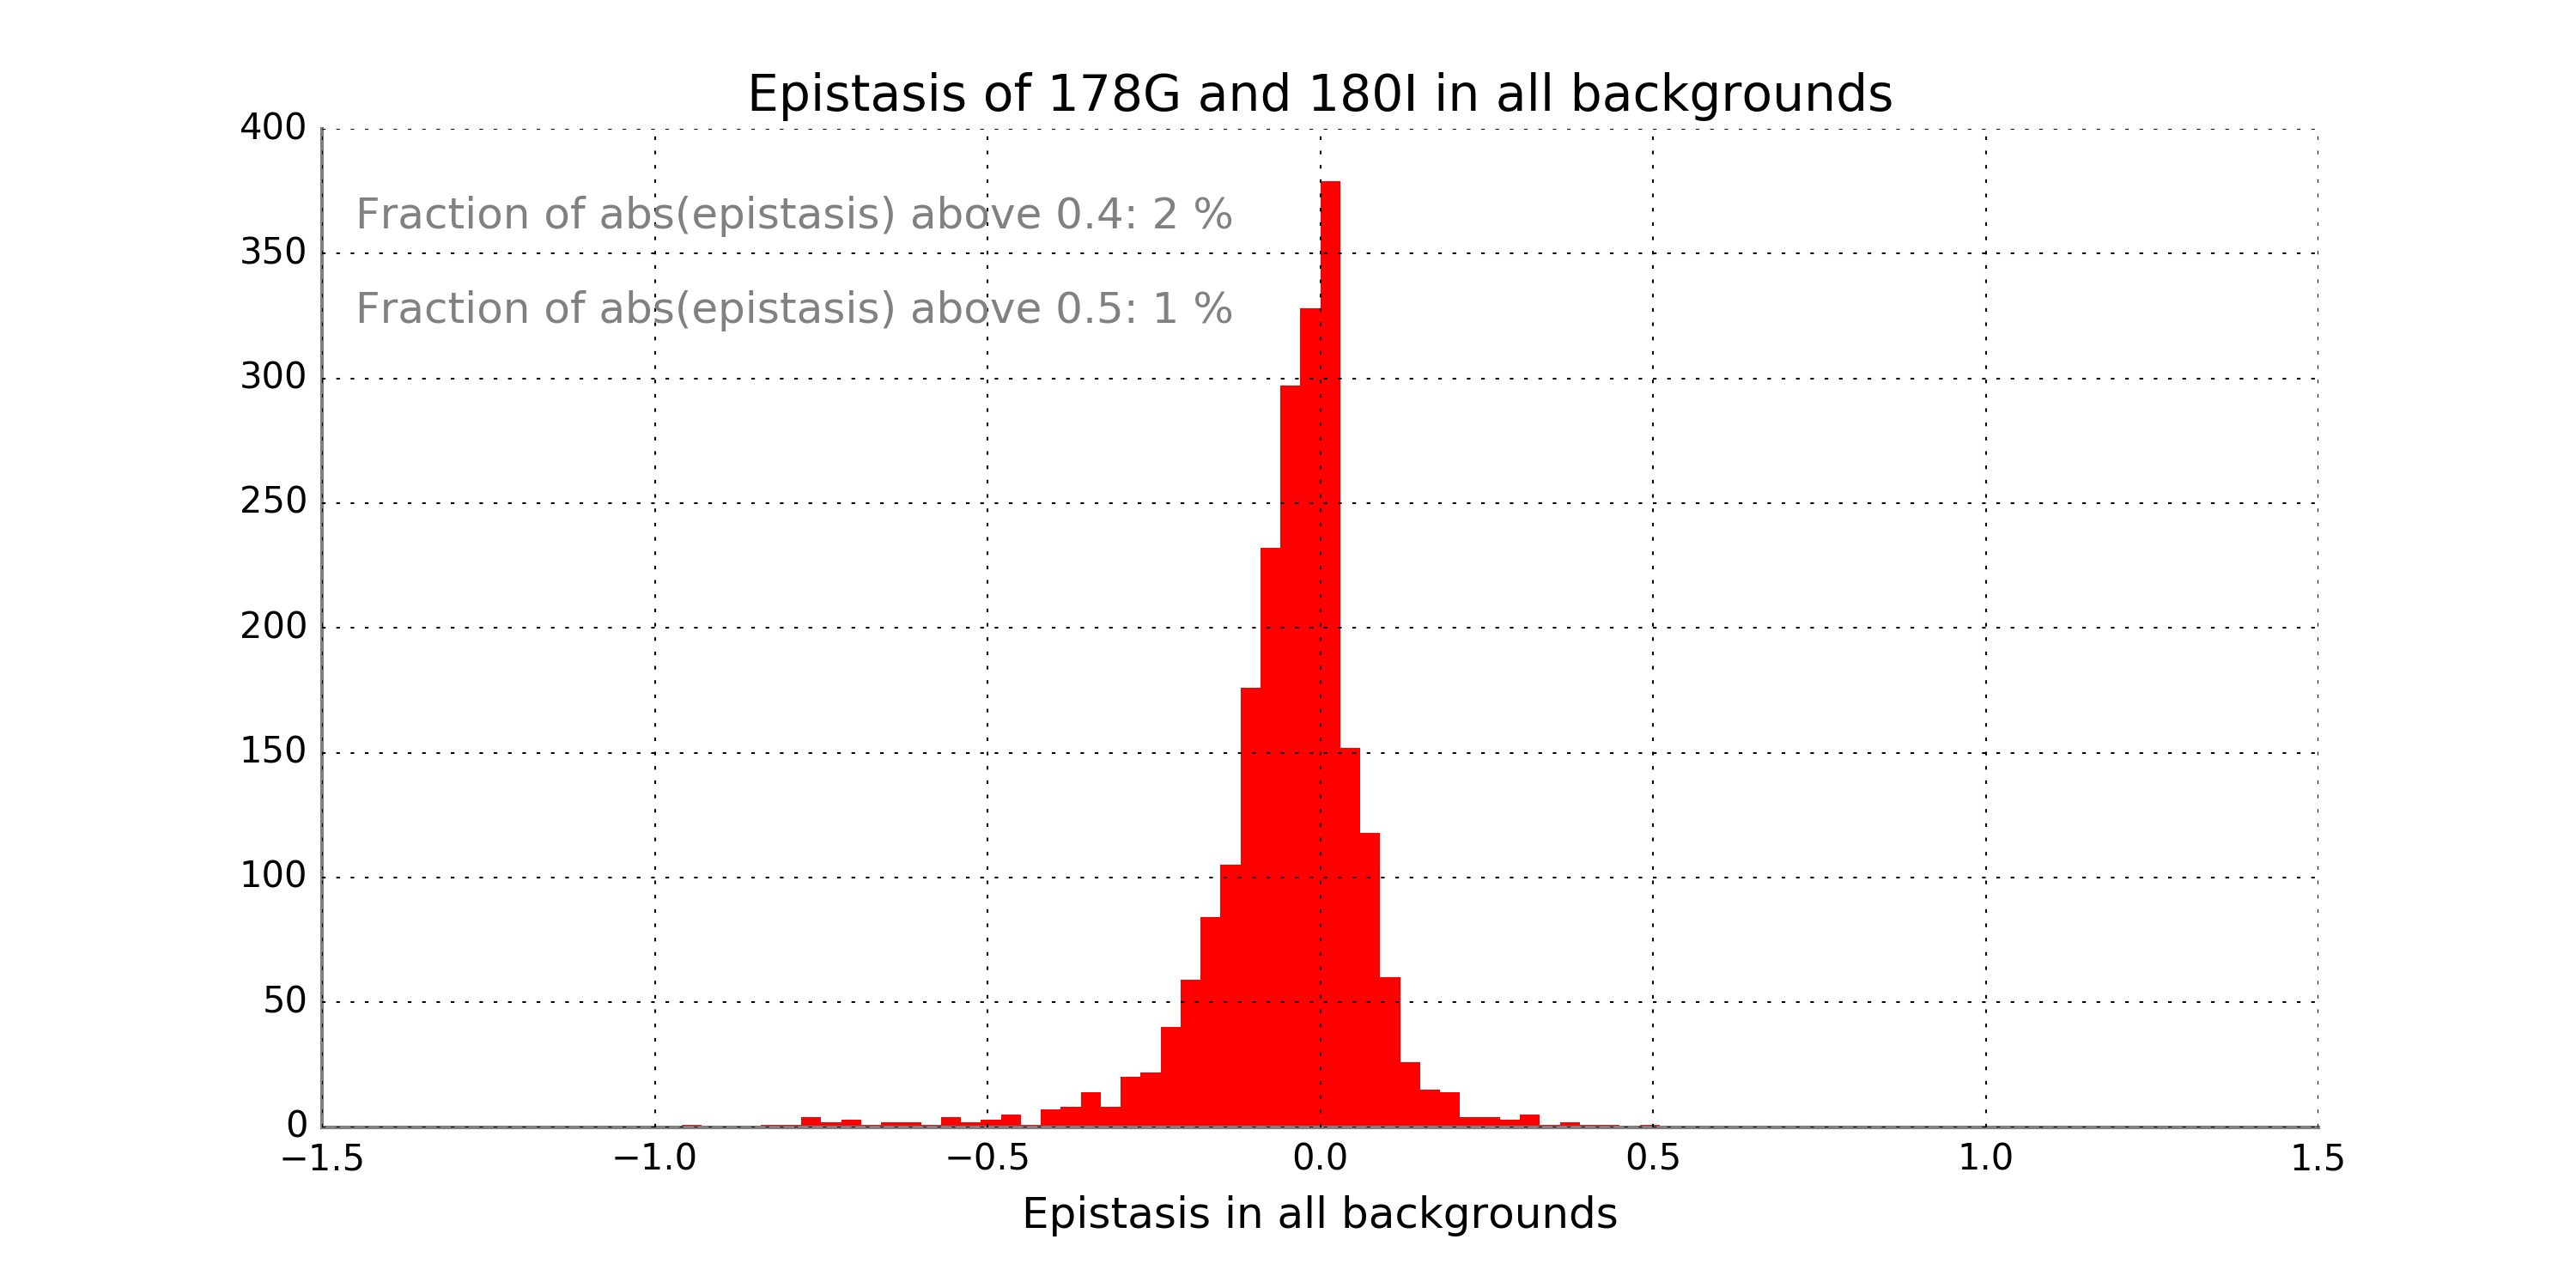 Epistasis of 178G and 180I in all backgrounds
400
Fraction of abs(epistasis) above 0.4: 2 %
350
Fraction of abs(epistasis) above 0.5: 1 %
300
250
200
150
100
50
0
−1.5 −1.0 −0.5 0.0 0.5 1.0 1.5
Epistasis in all backgrounds